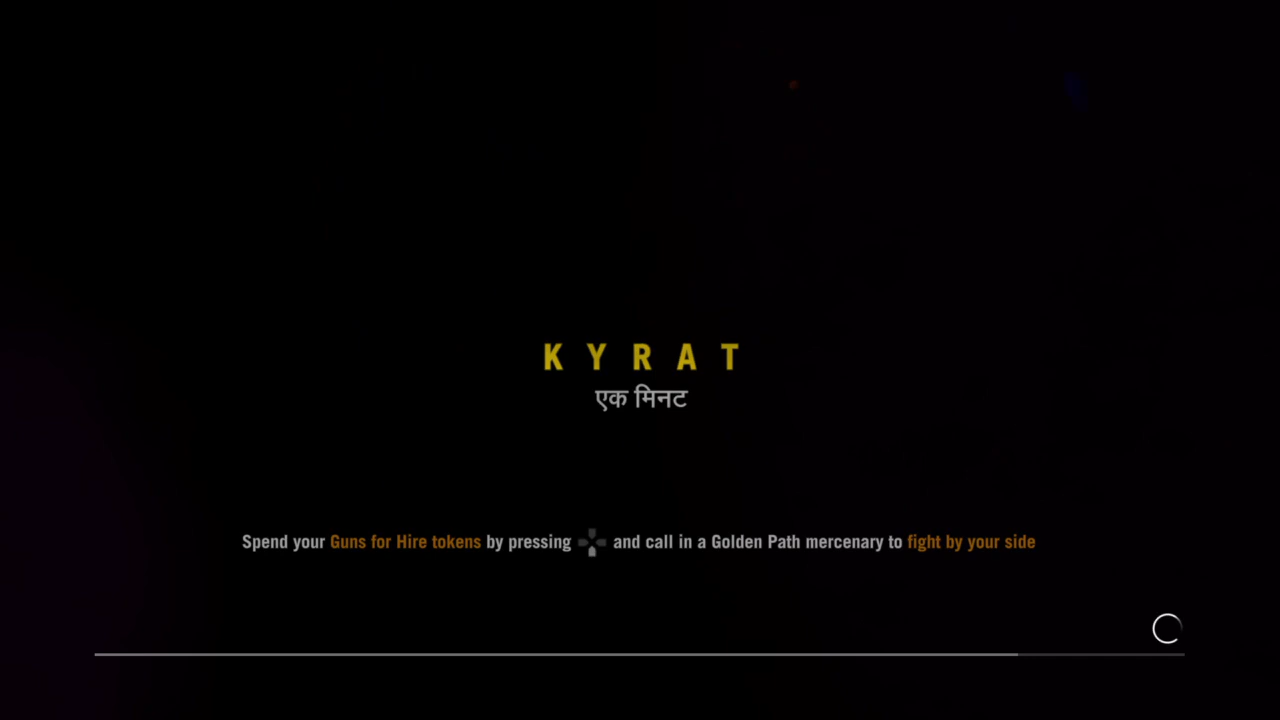 KYRAT
एक मिनट
Spend your Guns for Hire tokens by pressing and call in a Golden Path mercenary to fight by your side